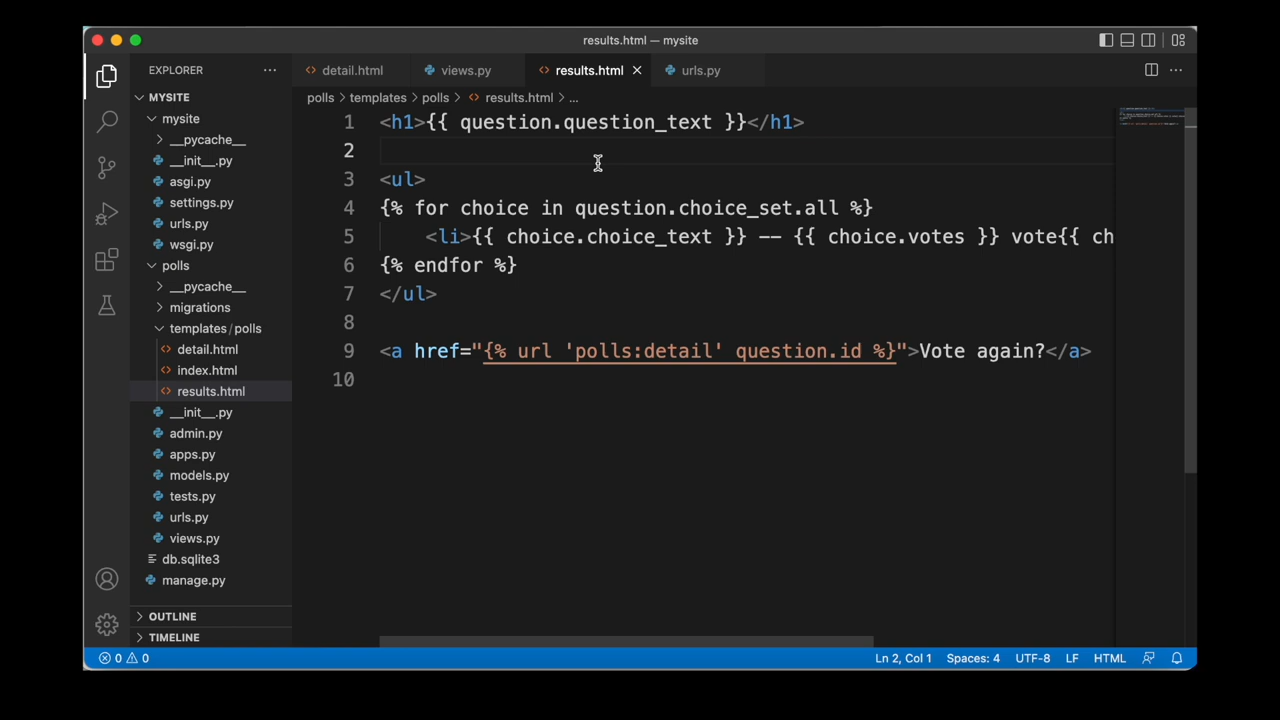 results.html — mysite
EXPLORER
detail.html
views.py
results.html
urls.py
MYSITE
polls > templates > polls > results.html > ...
mysite
__pycache__
__init__.py
asgi.py
settings.py
urls.py
wsgi.py
polls
__pycache__
migrations
templates/polls
detail.html
index.html
results.html
__init__.py
admin.py
apps.py
models.py
tests.py
urls.py
views.py
db.sqlite3
manage.py
OUTLINE
TIMELINE
1 <h1>{{ question.question_text }}</h1>
2
3 <ul>
4 {% for choice in question.choice_set.all %}
5 <li>{{ choice.choice_text }} -- {{ choice.votes }} vote{{ ch
6 {% endfor %}
7 </ul>
8
9 <a href="{% url 'polls:detail' question.id %}">Vote again?</a>
10
0 0
Ln 2, Col 1 Spaces: 4 UTF-8 LF HTML